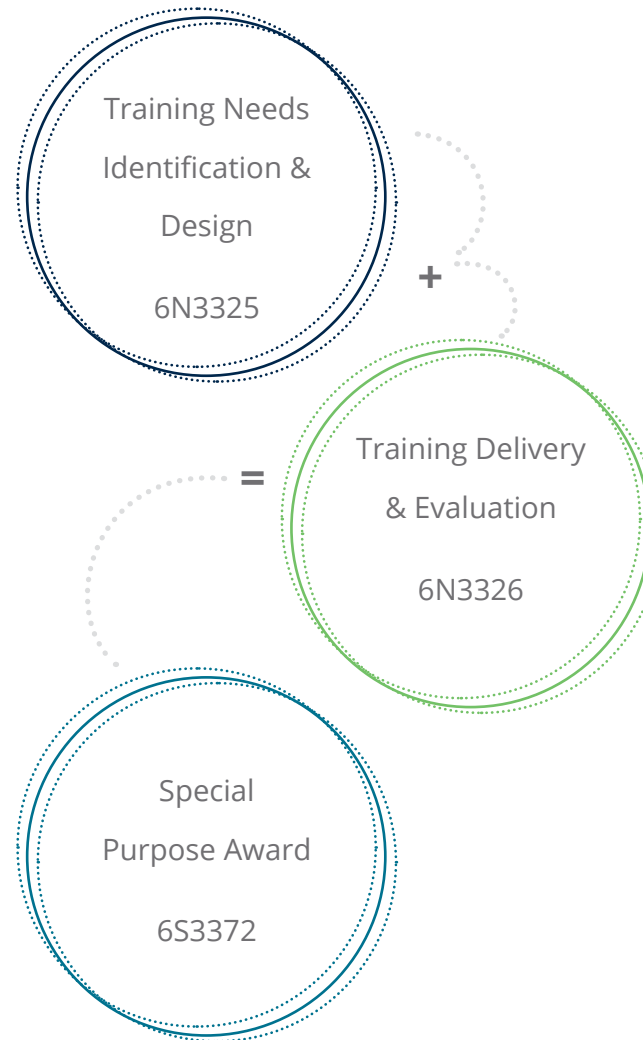 Training Needs
Identification &
Design
6N3325
+
Training Delivery
& Evaluation
6N3326
=
Special
Purpose Award
6S3372